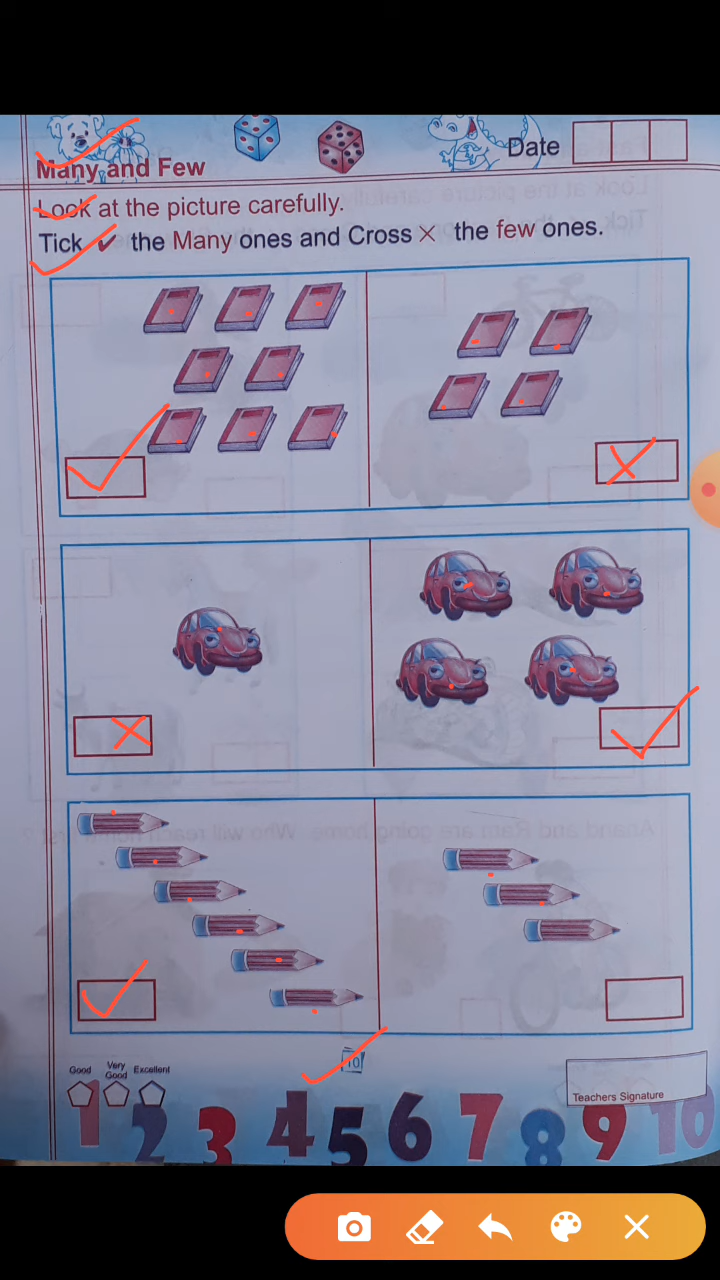 Many and Few
Date
Look at the picture carefully.
Tick ✔ the Many ones and Cross × the few ones.
10
Good Very Good Excellent
Teachers Signature
1 2 3 4 5 6 7 8 9 10